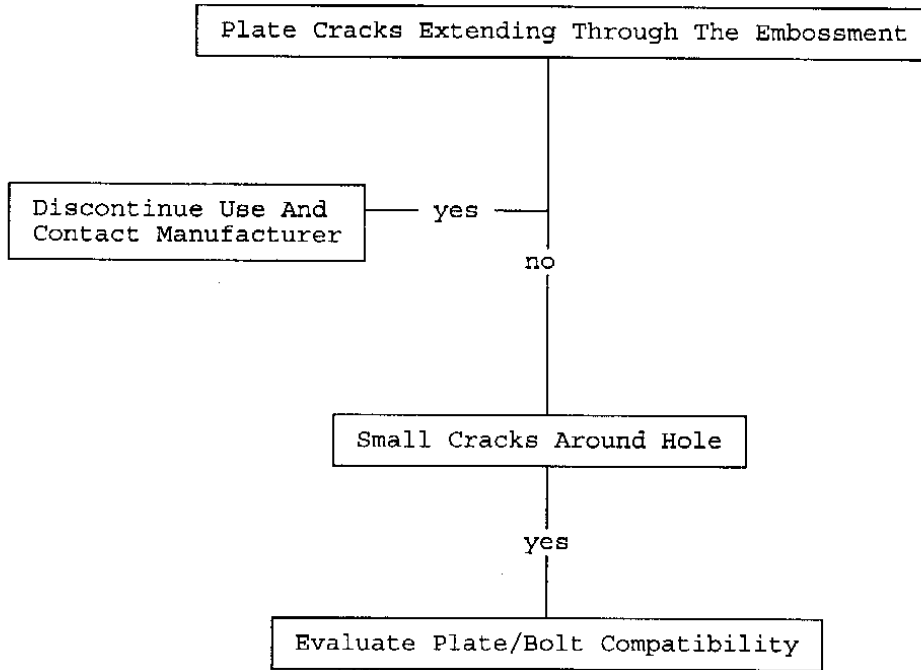 Plate Cracks Extending Through The Embossment
Discontinue Use And
Contact Manufacturer
yes
no
Small Cracks Around Hole
yes
Evaluate Plate/Bolt Compatibility